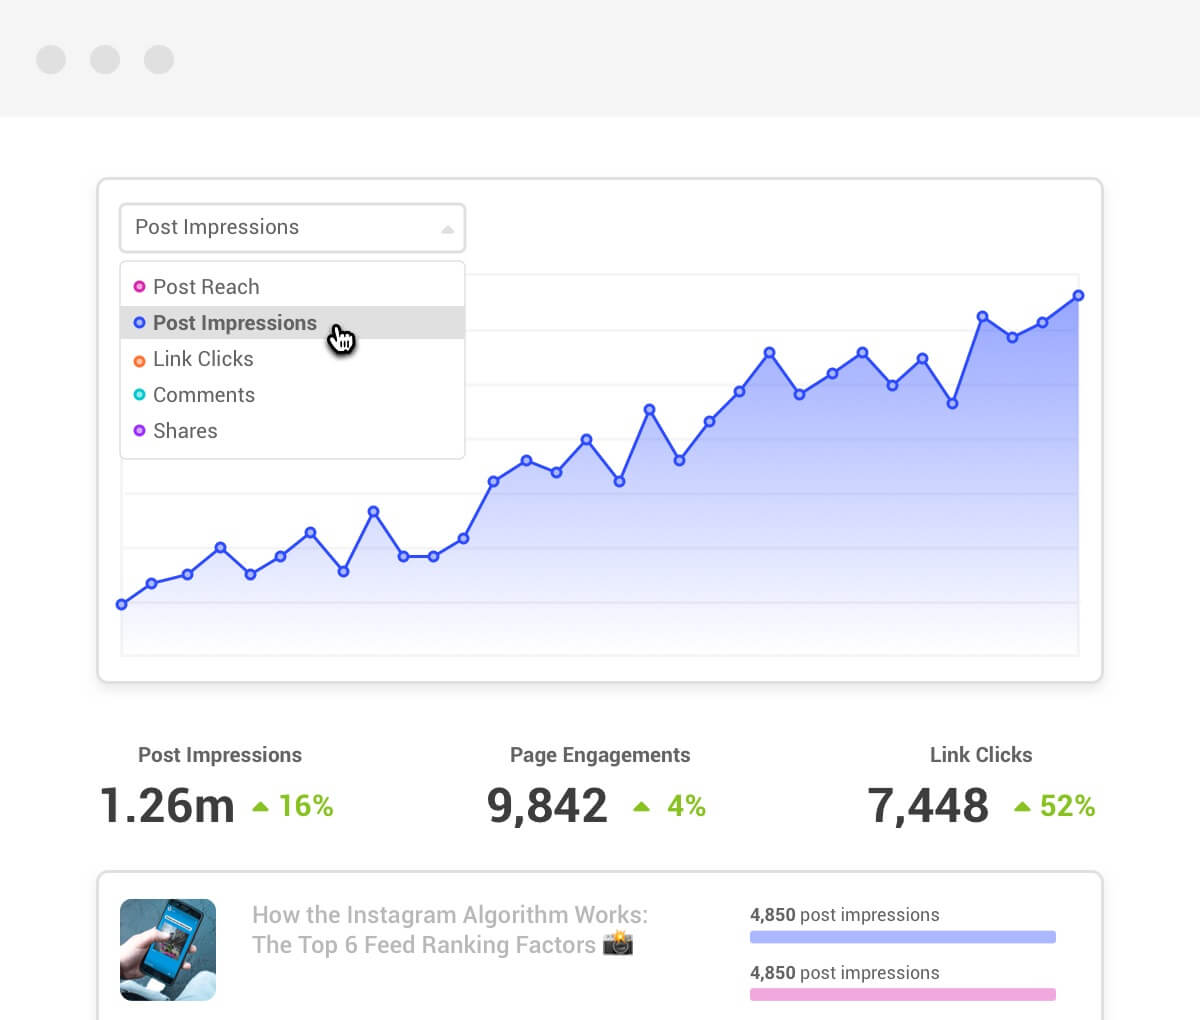 Post Impressions
Post Reach
Post Impressions
Link Clicks
Comments
Shares
Post Impressions
1.26m 16%
Page Engagements
9,842 4%
Link Clicks
7,448 52%
How the Instagram Algorithm Works:
The Top 6 Feed Ranking Factors 📸
4,850 post impressions
4,850 post impressions